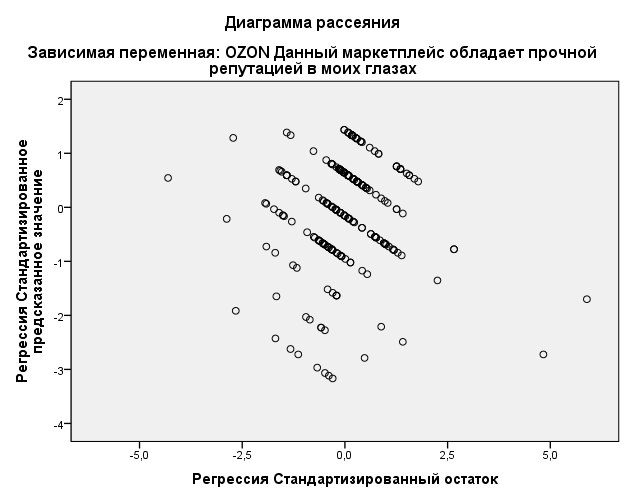 Диаграмма рассеяния
Зависимая переменная: OZON Данный маркетплейс обладает прочной
репутацией в моих глазах
Регрессия Стандартизированное
предсказанное значение
2
1
0
-1
-2
-3
-4
-5,0
-2,5
0,0
2,5
5,0
Регрессия Стандартизированный остаток